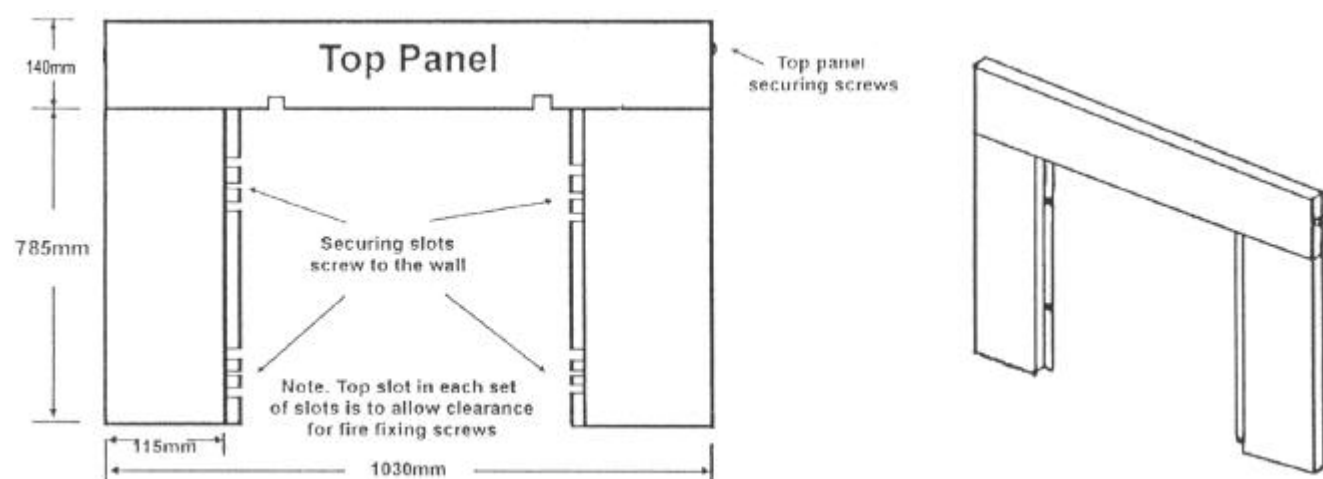 140mm
Top Panel
Top panel
securing screws
785mm
Securing slots
screw to the wall
Note. Top slot in each set
of slots is to allow clearance
for fire fixing screws
115mm
1030mm